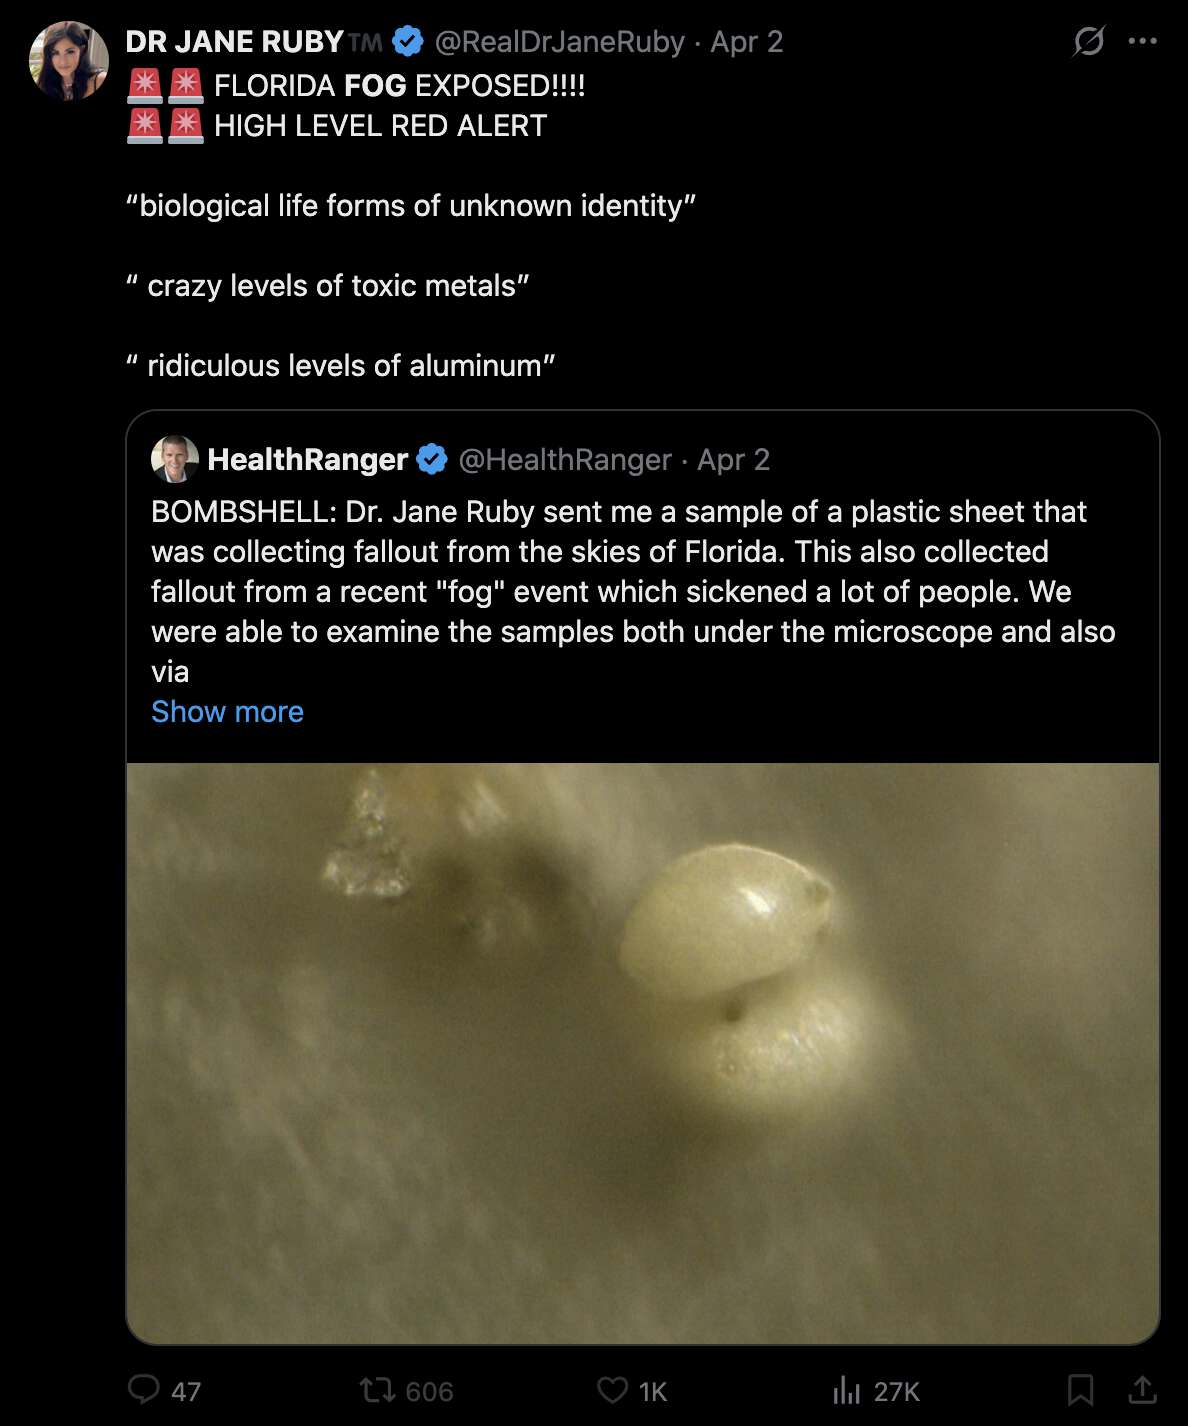 DR JANE RUBY™ @RealDrJaneRuby · Apr 2
🚨🚨 FLORIDA FOG EXPOSED!!!!
🚨🚨 HIGH LEVEL RED ALERT
“biological life forms of unknown identity”
“ crazy levels of toxic metals”
“ ridiculous levels of aluminum”
HealthRanger @HealthRanger · Apr 2
BOMBSHELL: Dr. Jane Ruby sent me a sample of a plastic sheet that
was collecting fallout from the skies of Florida. This also collected
fallout from a recent "fog" event which sickened a lot of people. We
were able to examine the samples both under the microscope and also
via
Show more
47 606 1K 27K